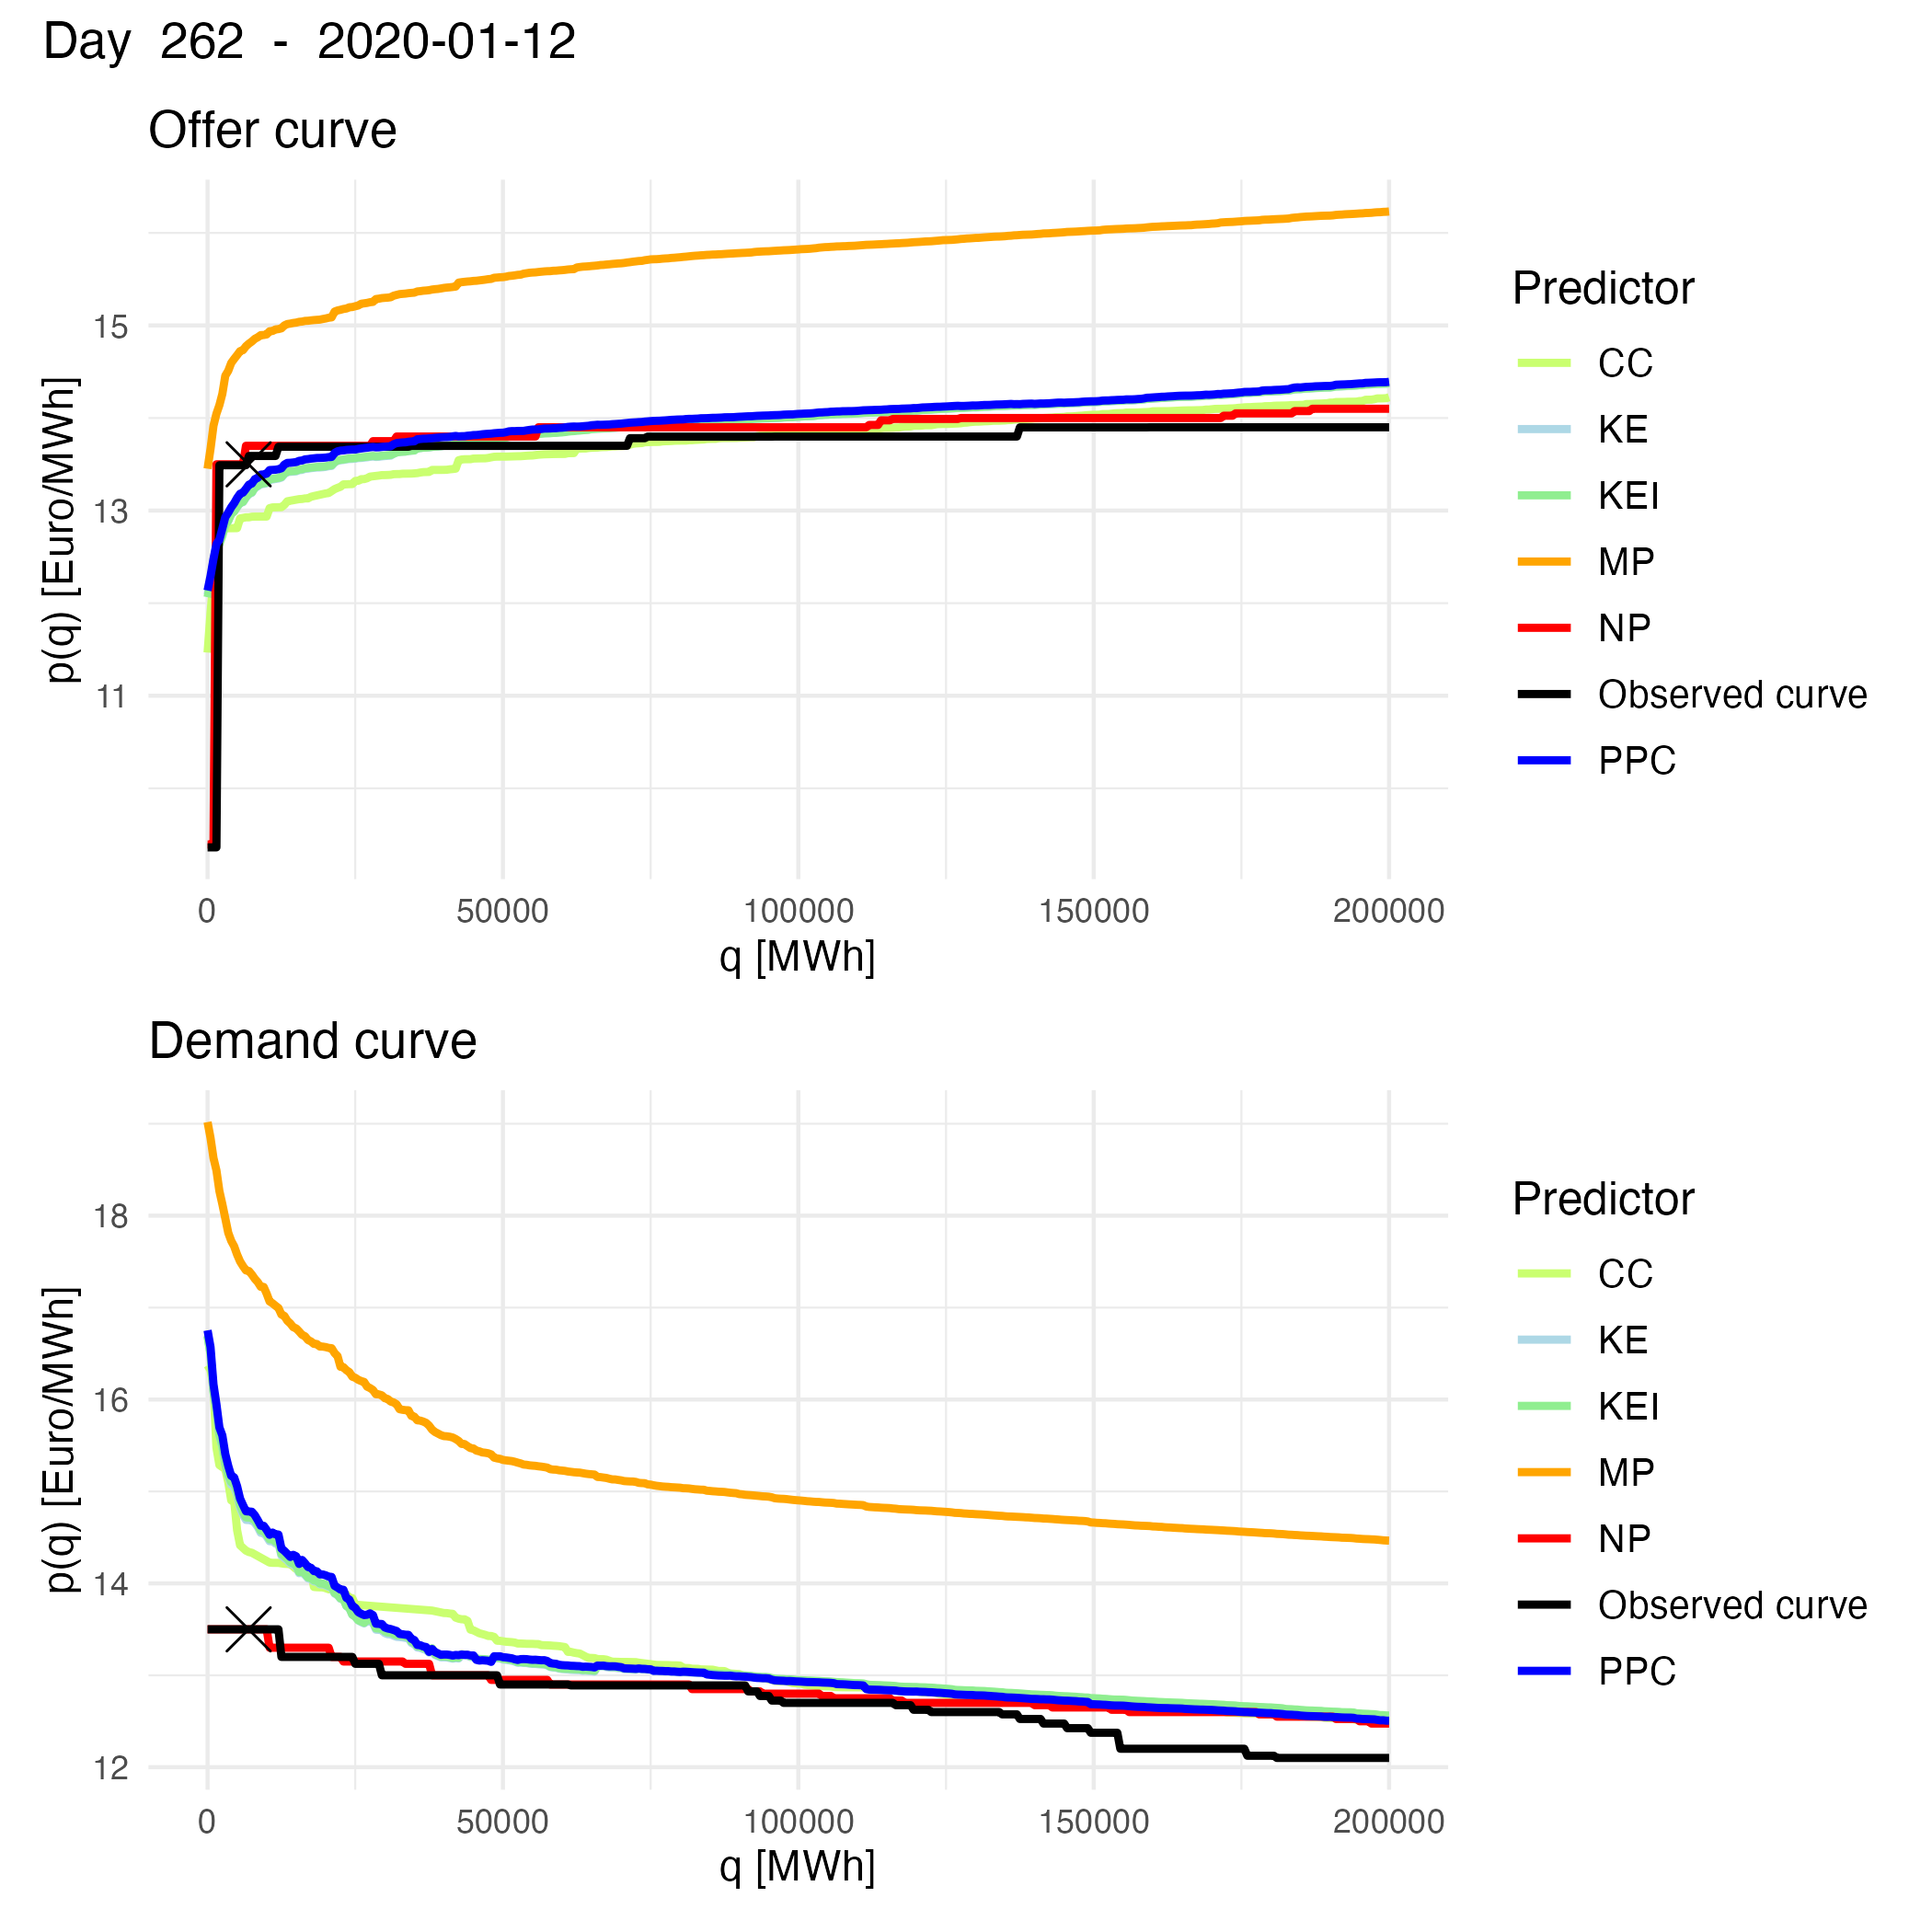 Day 262 - 2020-01-12
Offer curve
p(q) [Euro/MWh]
15
13
11
0 50000 100000 150000 200000
q [MWh]
Predictor
CC
KE
KEI
MP
NP
Observed curve
PPC
Demand curve
p(q) [Euro/MWh]
18
16
14
12
0 50000 100000 150000 200000
q [MWh]
Predictor
CC
KE
KEI
MP
NP
Observed curve
PPC